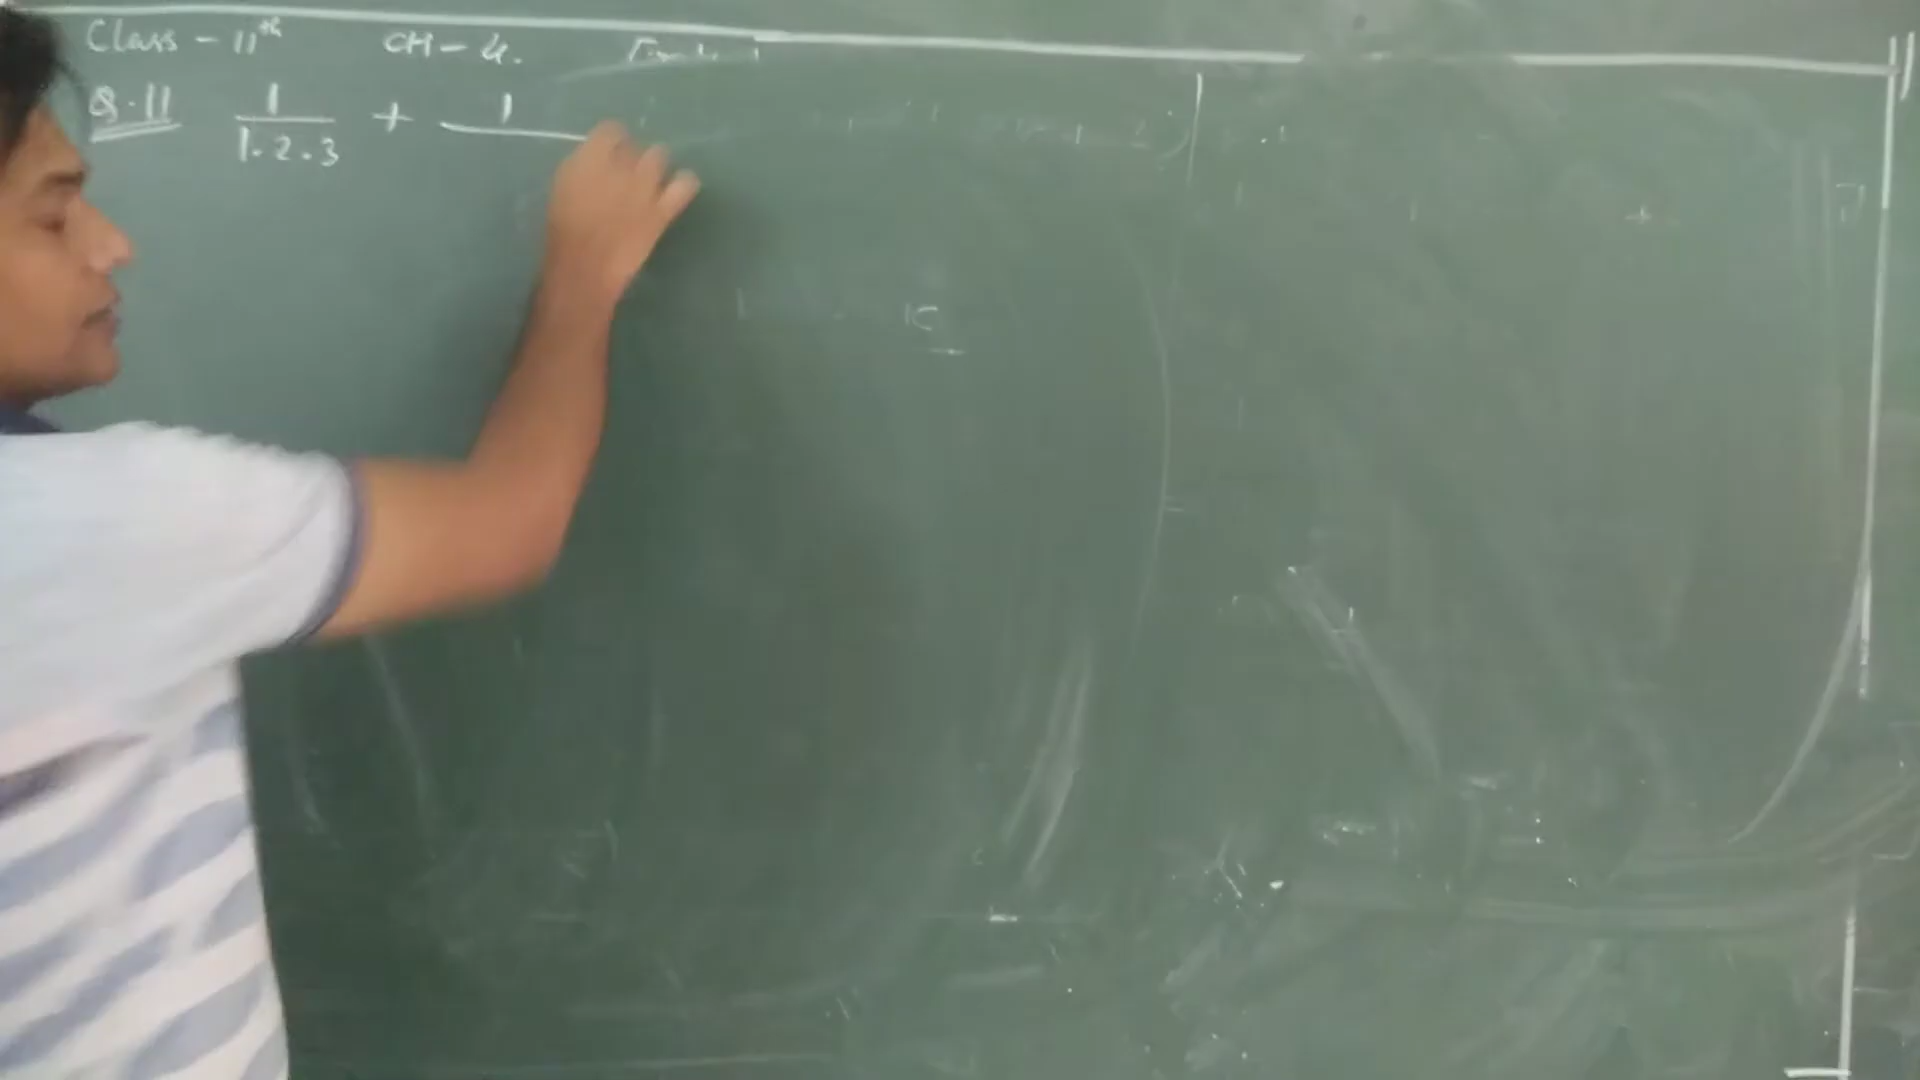 Class - 11th CH - 4.
Q.11 1/1.2.3 + 1/